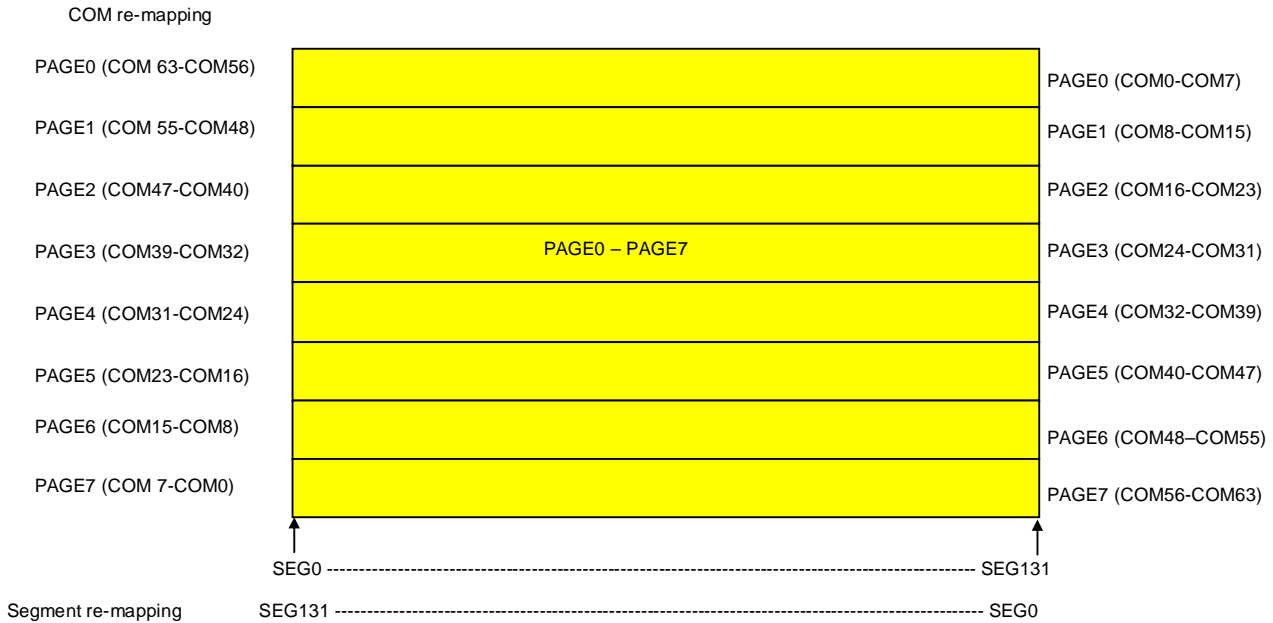 COM re-mapping
PAGE0 (COM 63-COM56)
PAGE0 (COM0-COM7)
PAGE1 (COM 55-COM48)
PAGE1 (COM8-COM15)
PAGE2 (COM47-COM40)
PAGE2 (COM16-COM23)
PAGE3 (COM39-COM32)
PAGE0 – PAGE7
PAGE3 (COM24-COM31)
PAGE4 (COM31-COM24)
PAGE4 (COM32-COM39)
PAGE5 (COM23-COM16)
PAGE5 (COM40-COM47)
PAGE6 (COM15-COM8)
PAGE6 (COM48–COM55)
PAGE7 (COM 7-COM0)
PAGE7 (COM56-COM63)
SEG0 ---------------------------------------------------------------------------------------------------- SEG131
Segment re-mapping SEG131 ---------------------------------------------------------------------------------------------------- SEG0